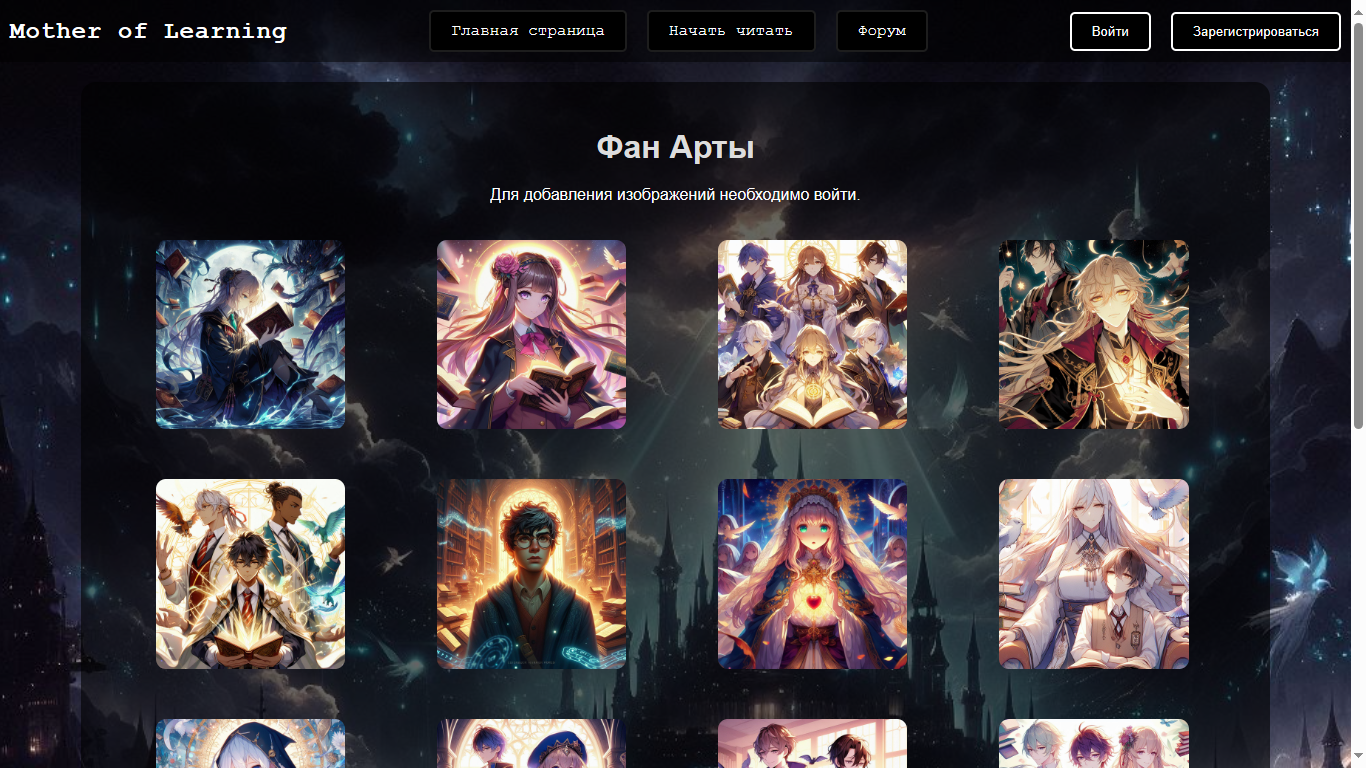 Mother of Learning
Главная страница
Начать читать
Форум
Войти
Зарегистрироваться
Фан Арты
Для добавления изображений необходимо войти.